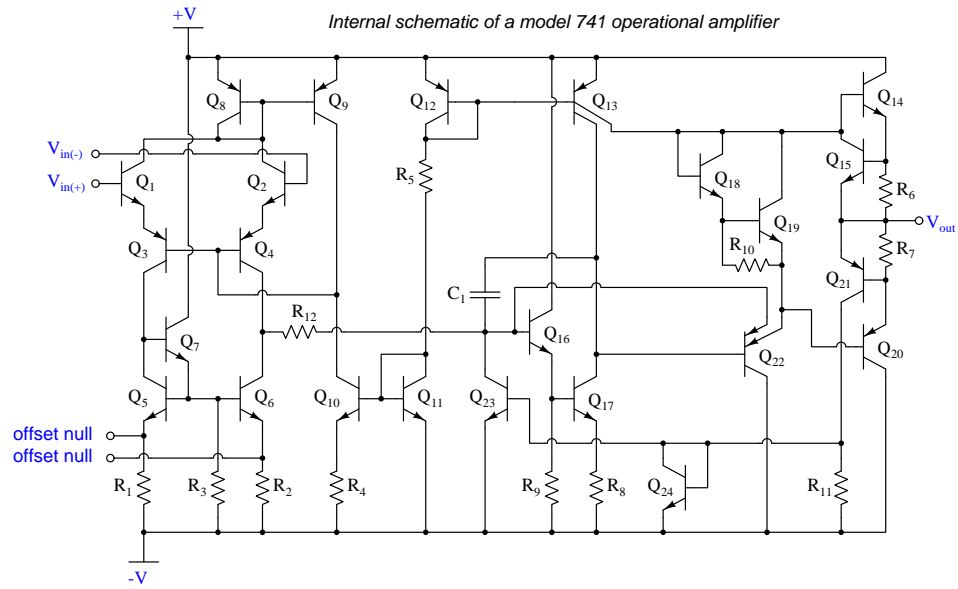 Internal schematic of a model 741 operational amplifier
+V
Q8
Q9
Q12
Q13
Q14
Vin(-)
Vin(+)
Q1
Q2
R5
Q15
Q18
R6
Q19
Vout
Q3
Q4
R10
R7
C1
Q21
R12
Q7
Q16
Q22
Q20
Q5
Q6
Q10
Q11
Q23
Q17
offset null
offset null
R1
R3
R2
R4
R9
R8
Q24
R11
-V